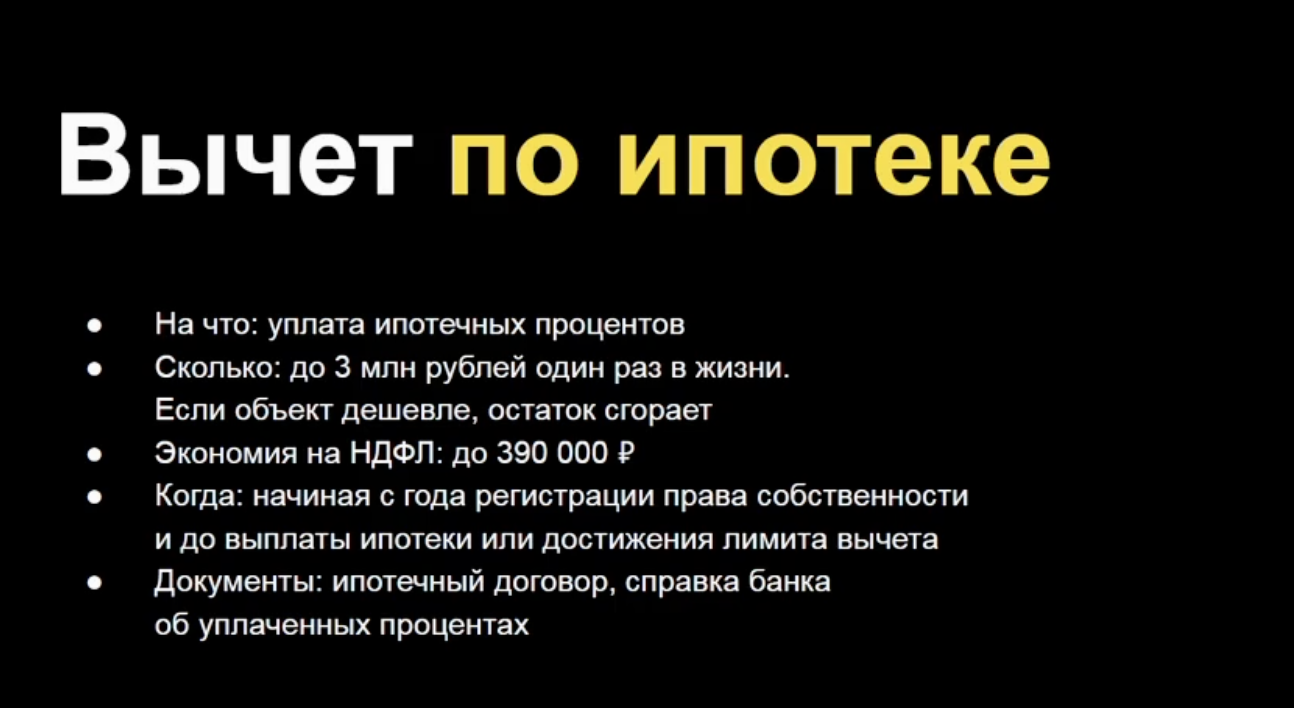 Вычет по ипотеке
● На что: уплата ипотечных процентов
● Сколько: до 3 млн рублей один раз в жизни.
Если объект дешевле, остаток сгорает
● Экономия на НДФЛ: до 390 000 ₽
● Когда: начиная с года регистрации права собственности
и до выплаты ипотеки или достижения лимита вычета
● Документы: ипотечный договор, справка банка
об уплаченных процентах